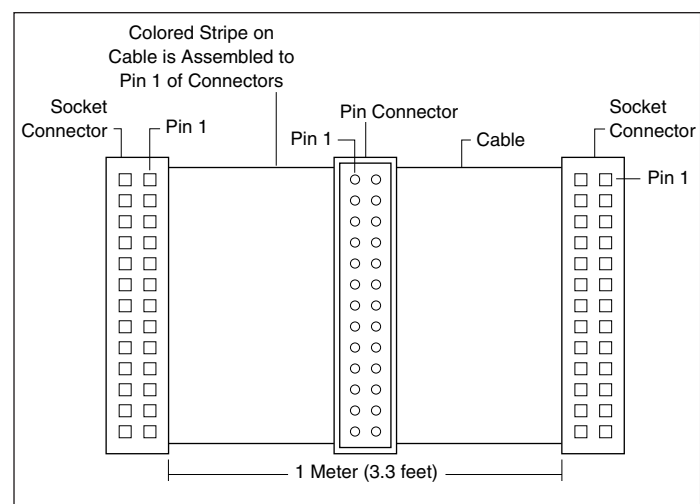 Colored Stripe on
Cable is Assembled to
Pin 1 of Connectors
Socket
Connector
Pin 1
Pin 1
Pin Connector
Cable
Socket
Connector
Pin 1
1 Meter (3.3 feet)